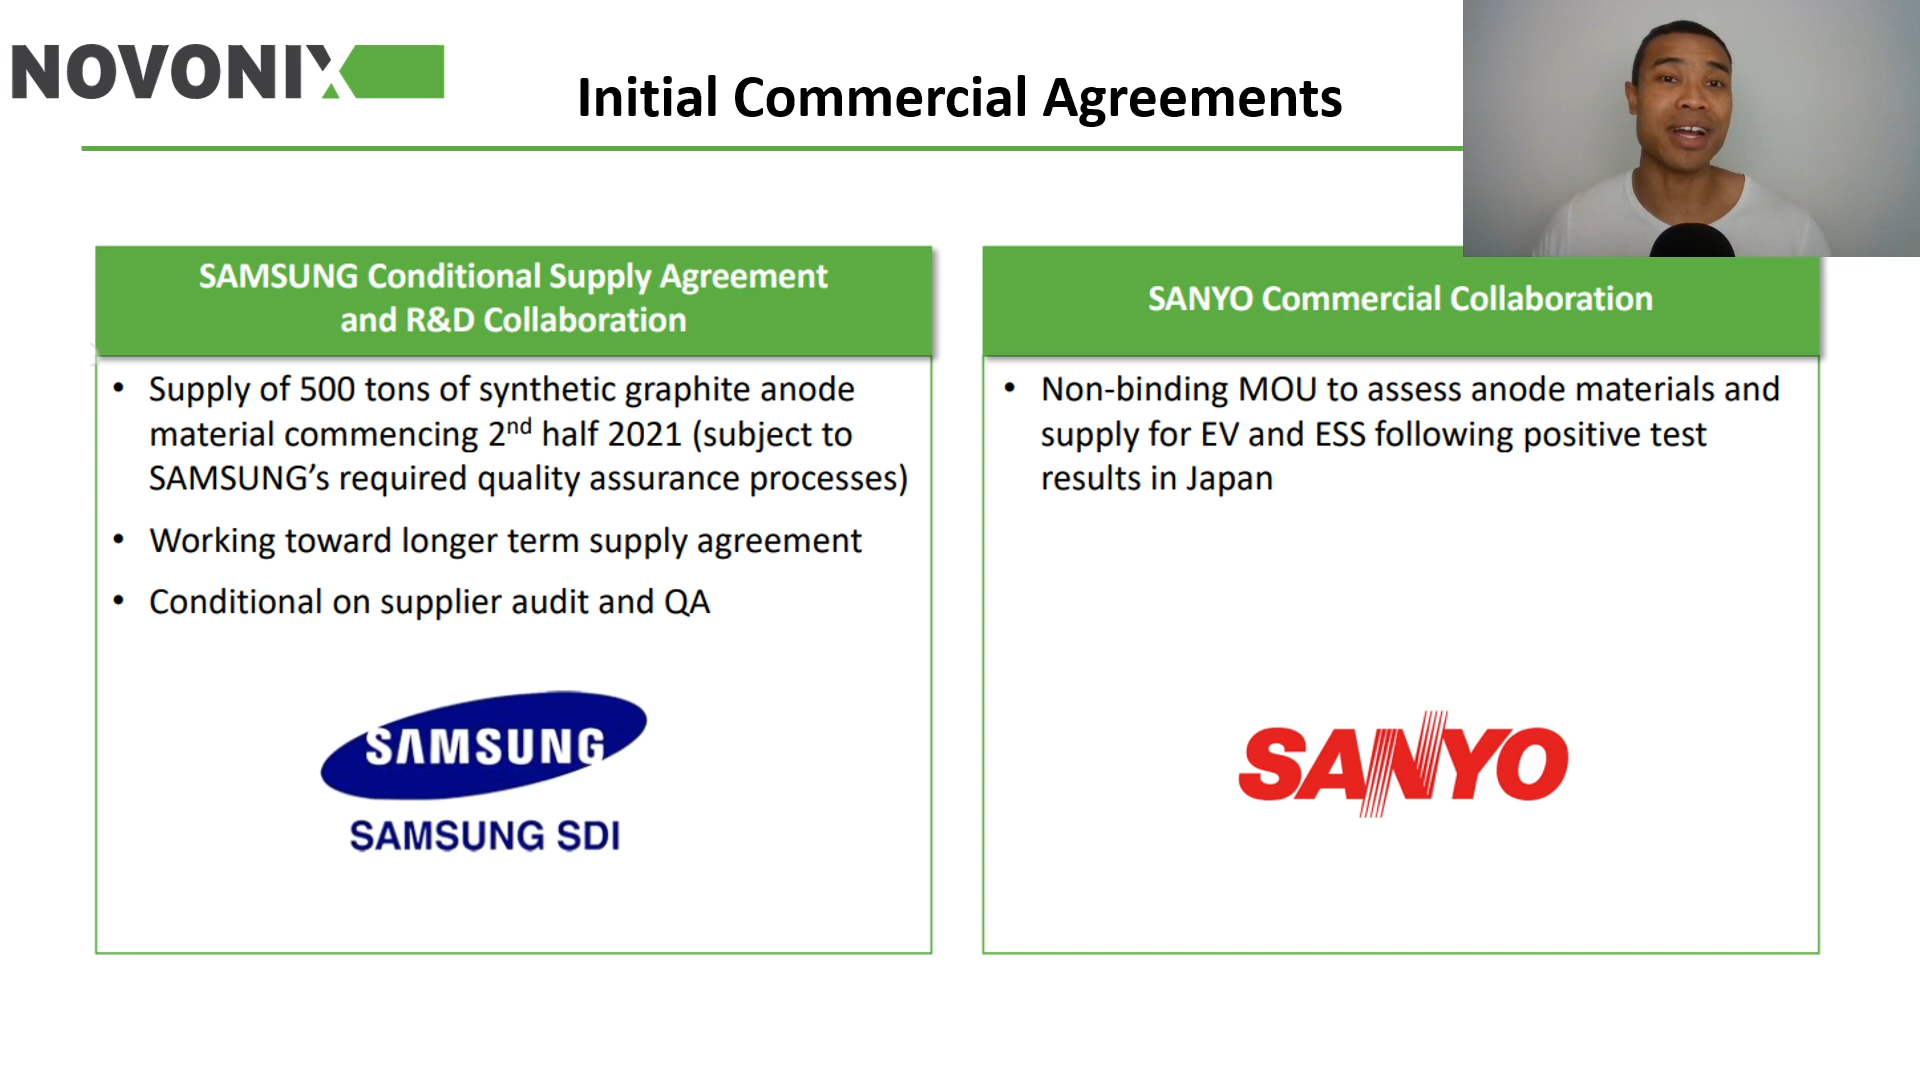 NOVONIX
Initial Commercial Agreements
SAMSUNG Conditional Supply Agreement
and R&D Collaboration
• Supply of 500 tons of synthetic graphite anode
material commencing 2nd half 2021 (subject to
SAMSUNG’s required quality assurance processes)
• Working toward longer term supply agreement
• Conditional on supplier audit and QA
SAMSUNG
SAMSUNG SDI
SANYO Commercial Collaboration
• Non-binding MOU to assess anode materials and
supply for EV and ESS following positive test
results in Japan
SANYO